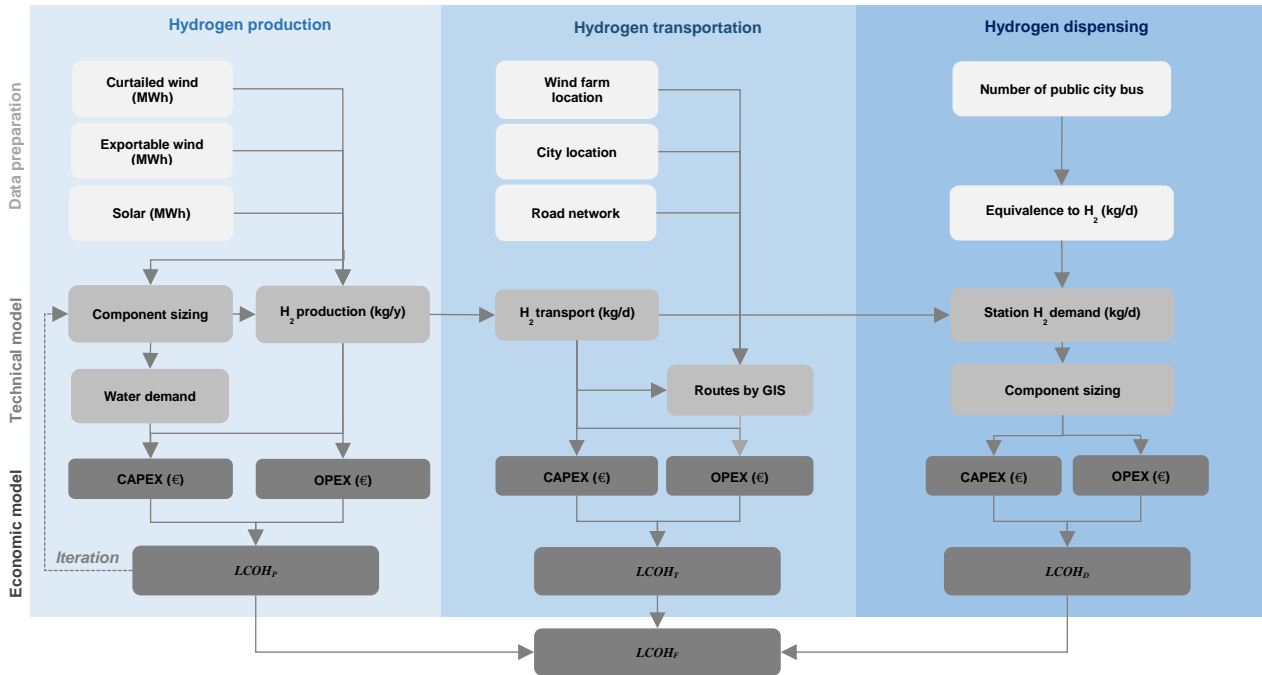 Hydrogen production
Hydrogen transportation
Hydrogen dispensing
Data preparation
Curtailed wind
(MWh)
Exportable wind
(MWh)
Solar (MWh)
Wind farm
location
City location
Road network
Number of public city bus
Equivalence to H2 (kg/d)
Technical model
Component sizing
H2 production (kg/y)
H2 transport (kg/d)
Station H2 demand (kg/d)
Water demand
Routes by GIS
Component sizing
Economic model
CAPEX (€)
OPEX (€)
CAPEX (€)
OPEX (€)
CAPEX (€)
OPEX (€)
Iteration
LCOHP
LCOHT
LCOHD
LCOHF